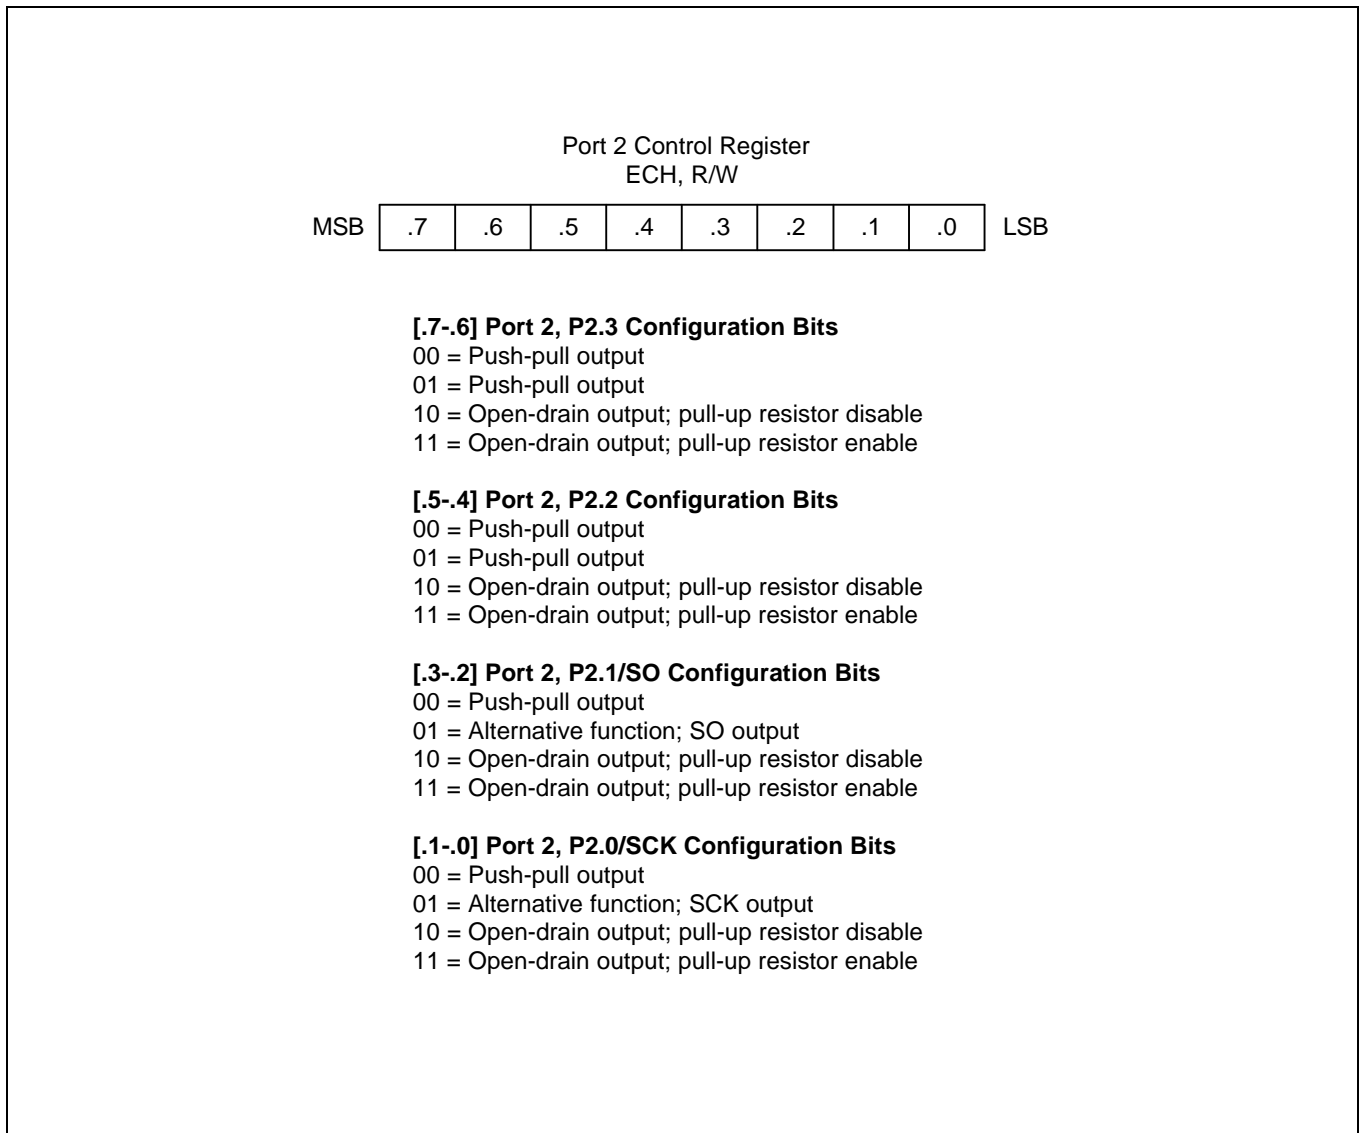 Port 2 Control Register
ECH, R/W
MSB .7 .6 .5 .4 .3 .2 .1 .0 LSB
[.7-.6] Port 2, P2.3 Configuration Bits
00 = Push-pull output
01 = Push-pull output
10 = Open-drain output; pull-up resistor disable
11 = Open-drain output; pull-up resistor enable
[.5-.4] Port 2, P2.2 Configuration Bits
00 = Push-pull output
01 = Push-pull output
10 = Open-drain output; pull-up resistor disable
11 = Open-drain output; pull-up resistor enable
[.3-.2] Port 2, P2.1/SO Configuration Bits
00 = Push-pull output
01 = Alternative function; SO output
10 = Open-drain output; pull-up resistor disable
11 = Open-drain output; pull-up resistor enable
[.1-.0] Port 2, P2.0/SCK Configuration Bits
00 = Push-pull output
01 = Alternative function; SCK output
10 = Open-drain output; pull-up resistor disable
11 = Open-drain output; pull-up resistor enable